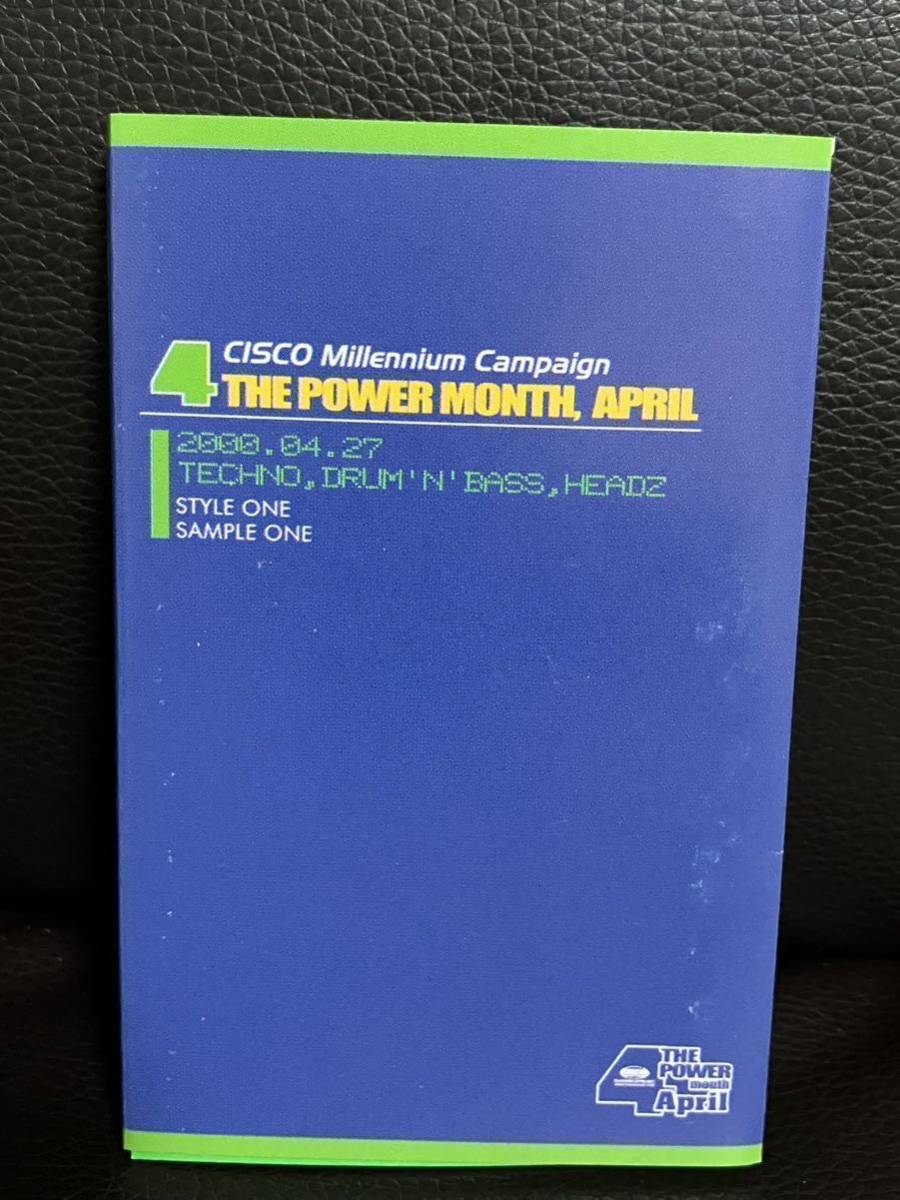 4
CISCO Millennium Campaign
THE POWER MONTH, APRIL
2000.04.27
TECHNO,DRUM'N'BASS,HEADZ
STYLE ONE
SAMPLE ONE
4
THE
POWER
month
April